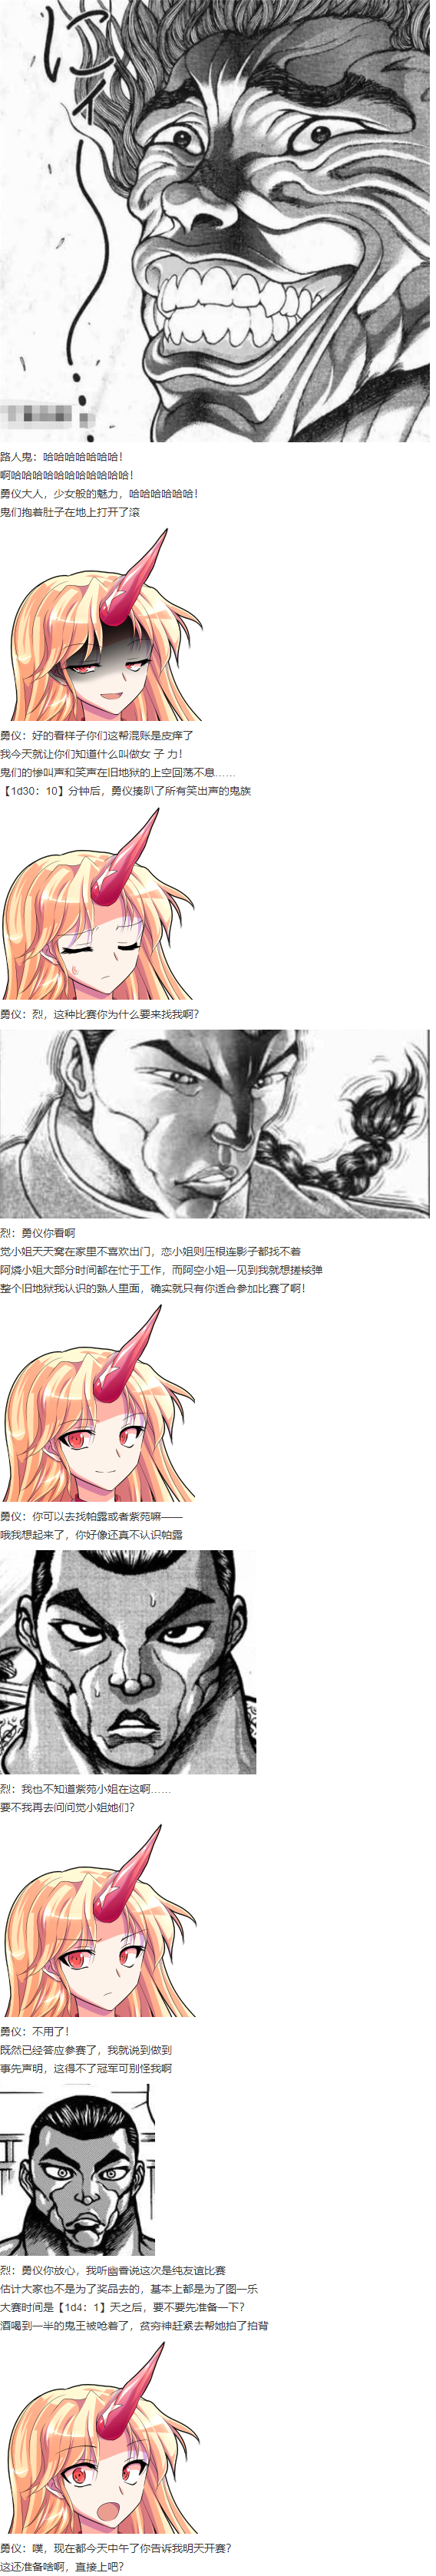 にィ
路人鬼：哈哈哈哈哈哈哈！
啊哈哈哈哈哈哈哈哈哈哈哈！
勇仪大人，少女般的魅力，哈哈哈哈哈哈！
鬼们抱着肚子在地上打开了滚
勇仪：好的看样子你们这帮混账是皮痒了
我今天就让你们知道什么叫做女 子 力！
鬼们的惨叫声和笑声在旧地狱的上空回荡不息……
【1d30：10】分钟后，勇仪揍趴了所有笑出声的鬼族
勇仪：烈，这种比赛你为什么要来找我啊？
烈：勇仪你看啊
觉小姐天天窝在家里不喜欢出门，恋小姐则压根连影子都找不着
阿燐小姐大部分时间都在忙于工作，而阿空小姐一见到我就想搓核弹
整个旧地狱我认识的熟人里面，确实就只有你适合参加比赛了啊！
勇仪：你可以去找帕露或者紫苑嘛——
哦我想起来了，你好像还真不认识帕露
烈：我也不知道紫苑小姐在这啊……
要不我再去问问觉小姐她们？
勇仪：不用了！
既然已经答应参赛了，我就说到做到
事先声明，这得不了冠军可别怪我啊
烈：勇仪你放心，我听幽香说这次是纯友谊比赛
估计大家也不是为了奖品去的，基本上都是为了图一乐
大赛时间是【1d4：1】天之后，要不要先准备一下？
酒喝到一半的鬼王被呛着了，贫穷神赶紧去帮她拍了拍背
勇仪：噗，现在都今天中午了你告诉我明天开赛？
这还准备啥啊，直接上吧？